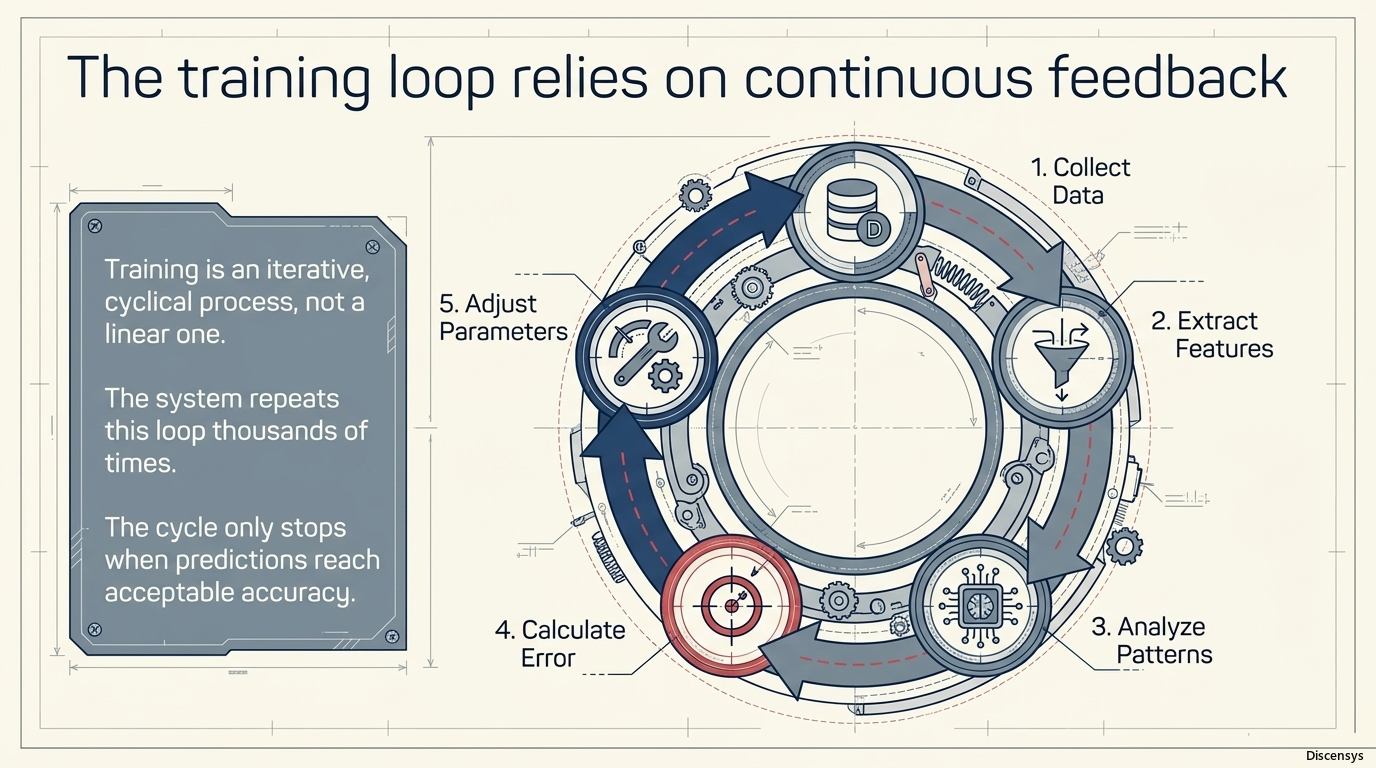 The training loop relies on continuous feedback
Training is an iterative,
cyclical process, not a
linear one.
The system repeats
this loop thousands of
times.
The cycle only stops
when predictions reach
acceptable accuracy.
1. Collect
Data
D
2. Extract
Features
3. Analyze
Patterns
4. Calculate
Error
5. Adjust
Parameters
Discensys